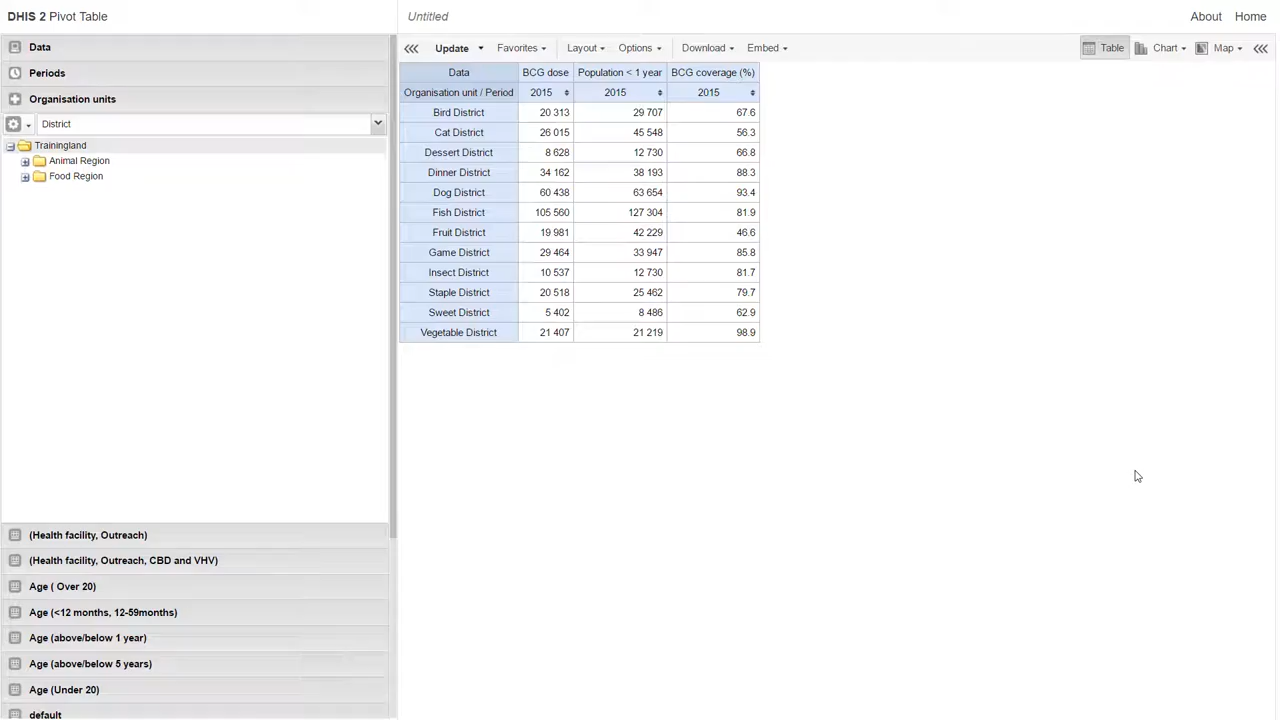 DHIS 2 Pivot Table
Untitled
About Home
Data
Periods
Organisation units
District
Trainingland
Animal Region
Food Region
(Health facility, Outreach)
(Health facility, Outreach, CBD and VHV)
Age ( Over 20)
Age (<12 months, 12-59months)
Age (above/below 1 year)
Age (above/below 5 years)
Age (Under 20)
default
Update Favorites Layout Options Download Embed Table Chart Map
Data BCG dose Population < 1 year BCG coverage (%)
Organisation unit / Period 2015 2015 2015
Bird District 20 313 29 707 67.6
Cat District 26 015 45 548 56.3
Dessert District 8 628 12 730 66.8
Dinner District 34 162 38 193 88.3
Dog District 60 438 63 654 93.4
Fish District 105 560 127 304 81.9
Fruit District 19 981 42 229 46.6
Game District 29 464 33 947 85.8
Insect District 10 537 12 730 81.7
Staple District 20 518 25 462 79.7
Sweet District 5 402 8 486 62.9
Vegetable District 21 407 21 219 98.9